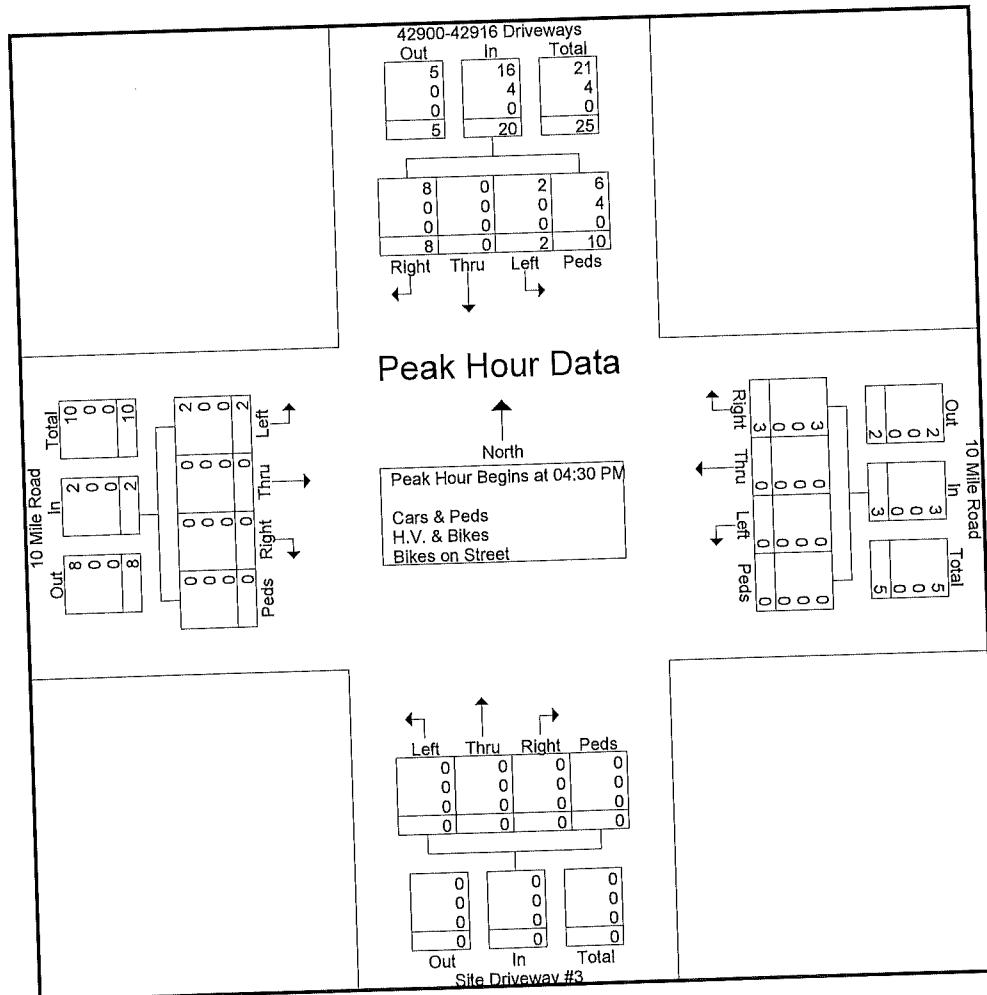 42900-42916 Driveways
Out In Total
5 16 21
0 4 4
0 0 0
5 20 25
8 0 2 6
0 0 0 4
0 0 0 0
8 0 2 10
Right Thru Left Peds
Peak Hour Data
North
Peak Hour Begins at 04:30 PM
Cars & Peds
H.V. & Bikes
Bikes on Street
10 Mile Road
Out In Total
8 2 10
0 0 0
0 0 0
8 2 10
2 0 0 0
0 0 0 0
0 0 0 0
2 0 0 0
Left Thru Right Peds
Right Thru Left Peds
3 0 0 0
0 0 0 0
0 0 0 0
3 0 0 0
2 3 5
0 0 0
0 0 0
2 3 5
Out In Total
10 Mile Road
Left Thru Right Peds
0 0 0 0
0 0 0 0
0 0 0 0
0 0 0 0
0 0 0
0 0 0
0 0 0
0 0 0
Out In Total
Site Driveway #3